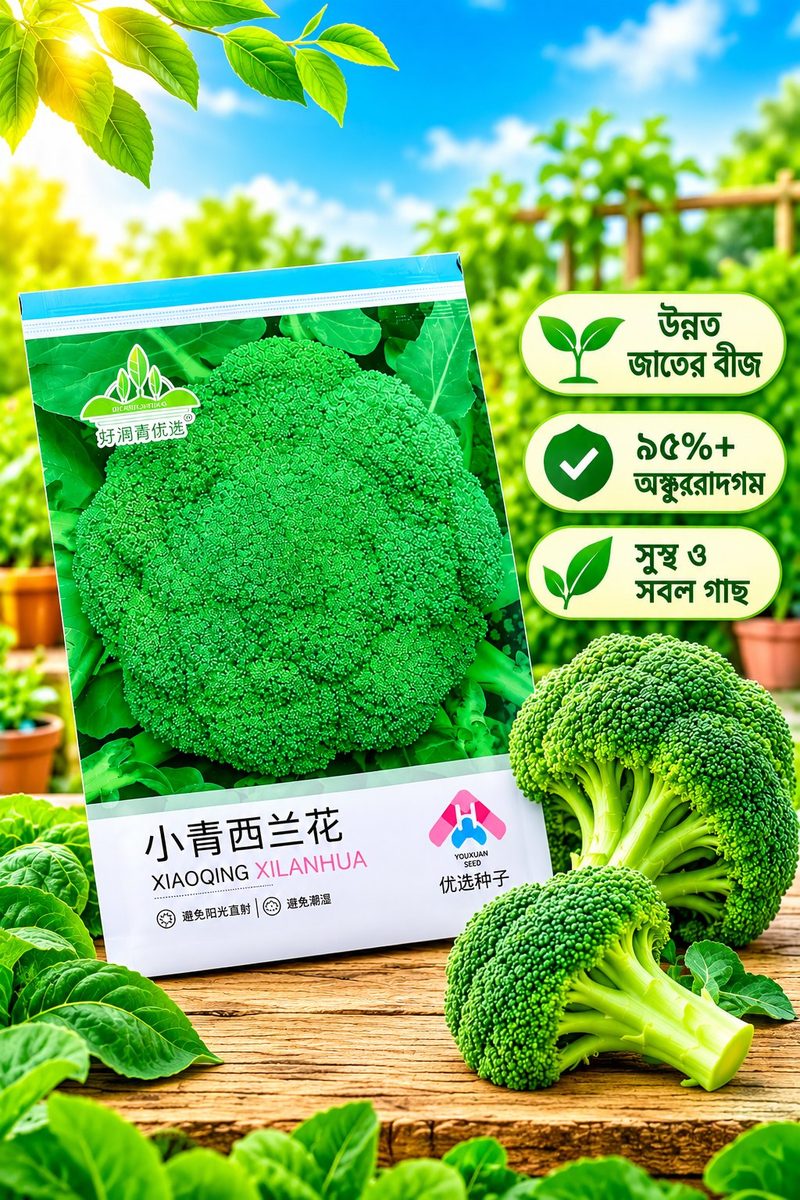 好润青优选®
小青西兰花
XIAOQING XILANHUA
避免阳光直射 | 避免潮湿
YOUXUAN
SEED
优选种子
উন্নত
জাতের বীজ
৯৫%+
অঙ্কুররোদগম
সুস্থ ও
সবল গাছ